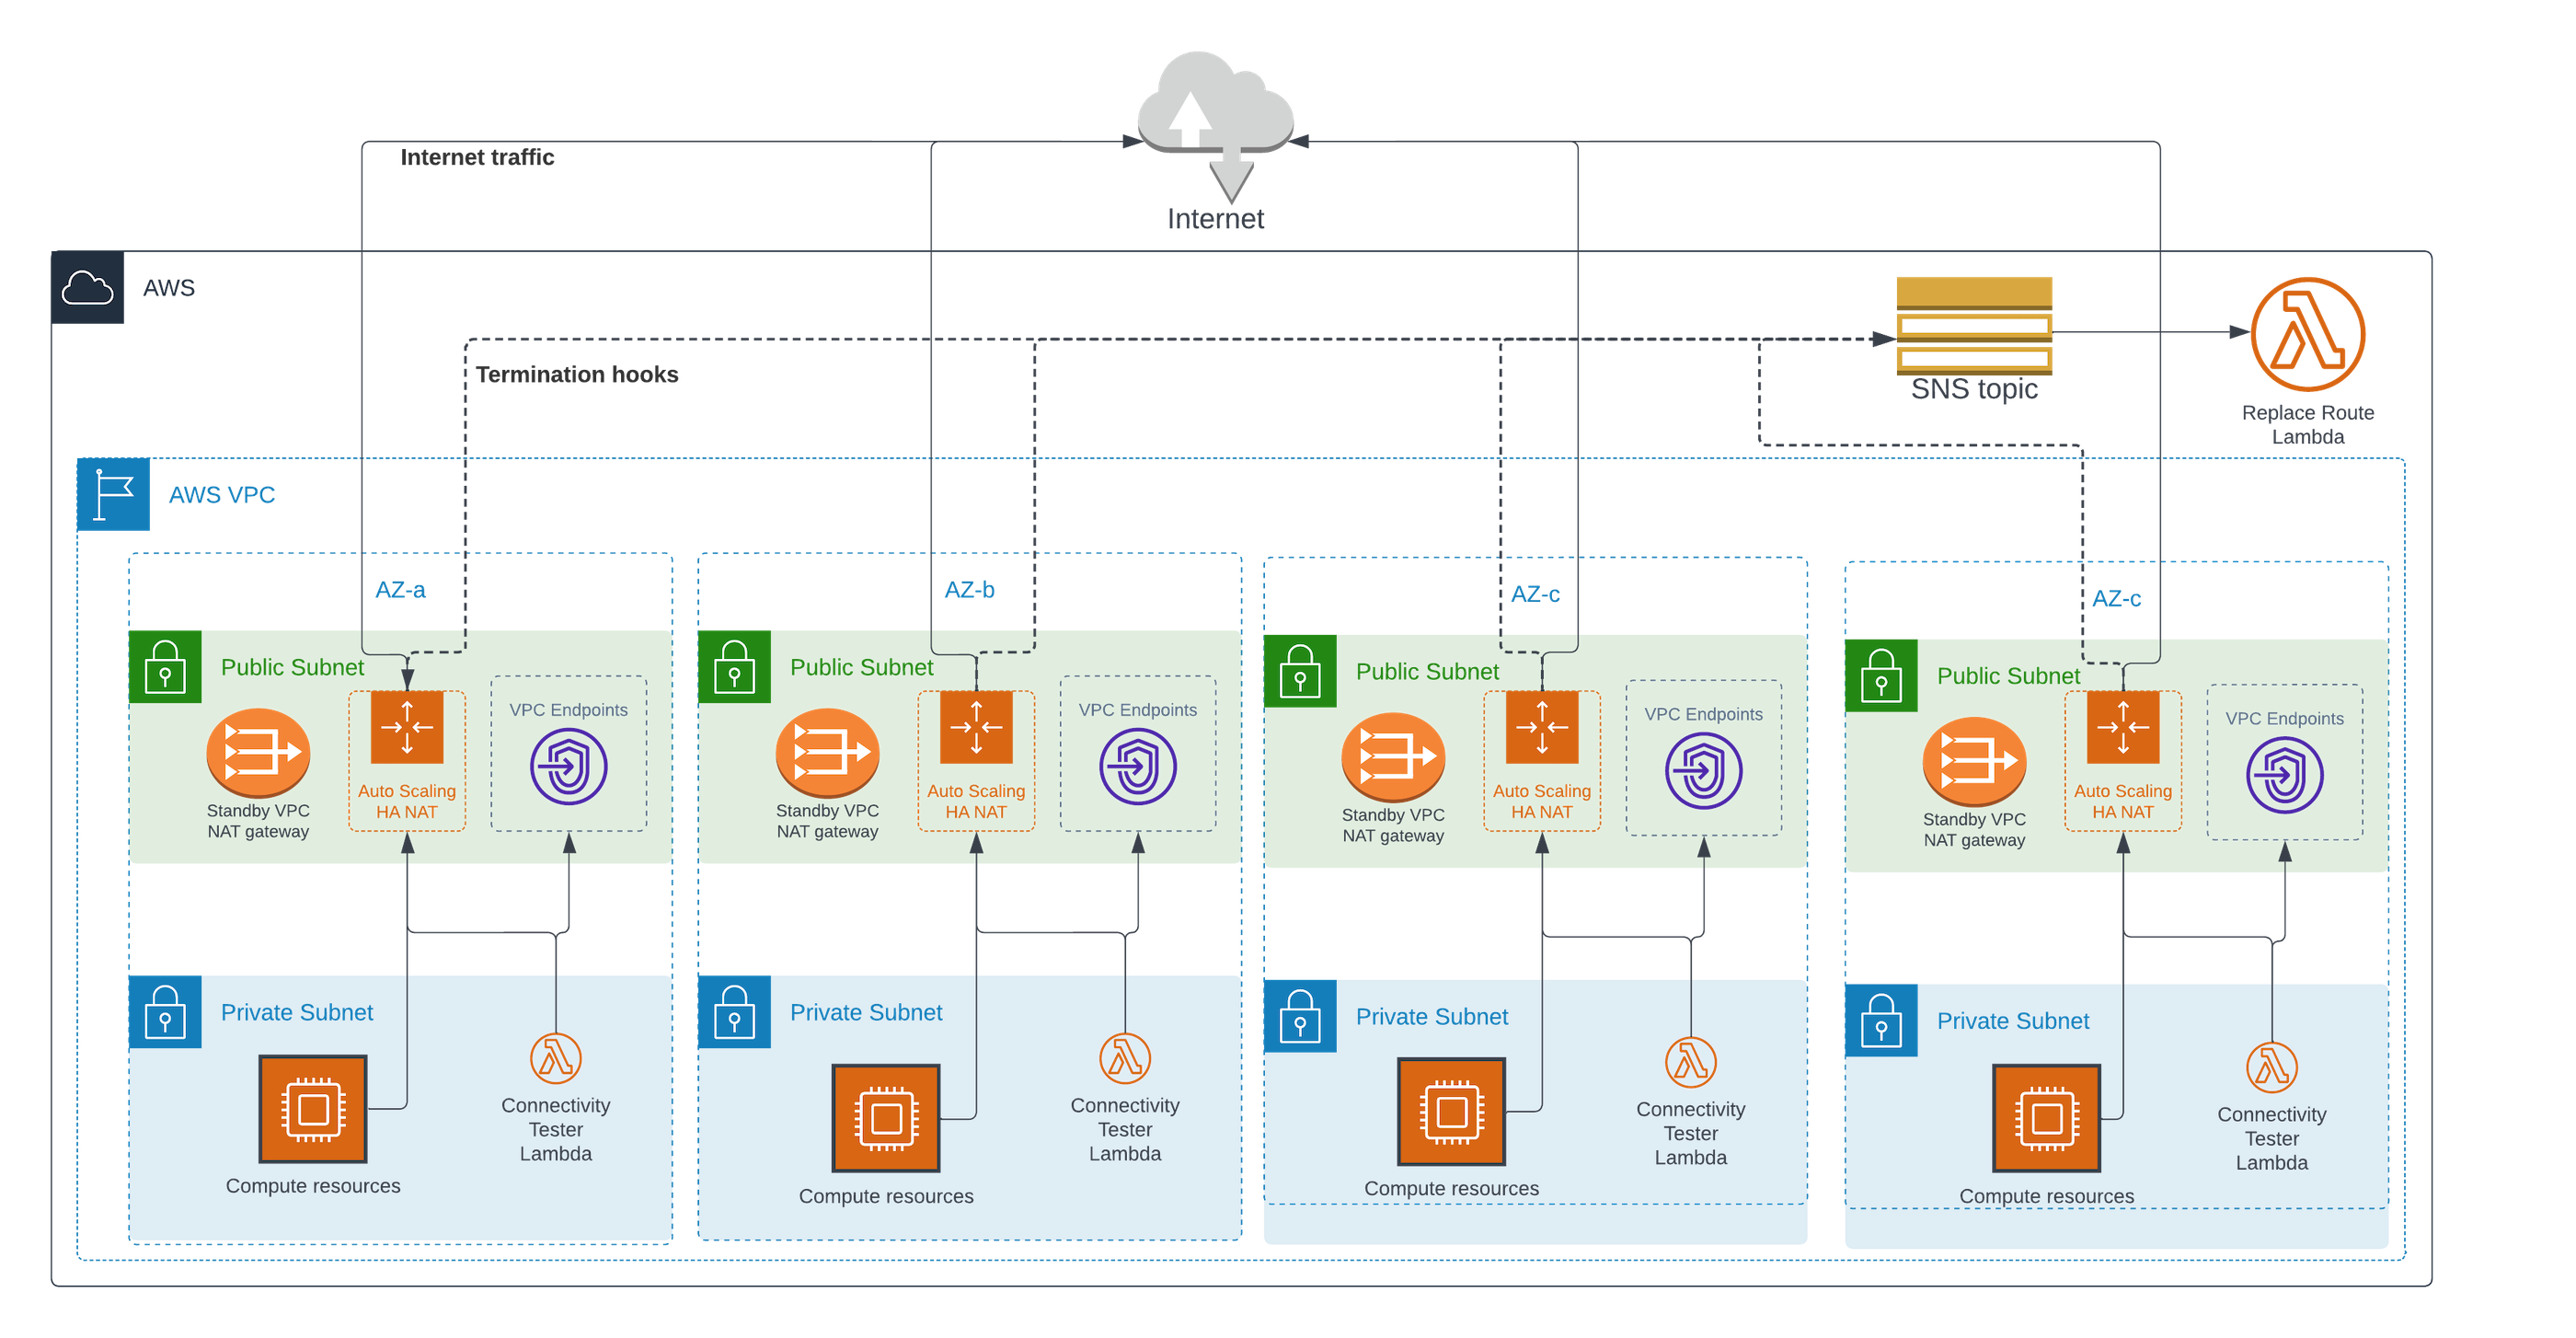 Internet traffic
Internet
AWS
Termination hooks
SNS topic
Replace Route
Lambda
AWS VPC
AZ-a
Public Subnet
Standby VPC
NAT gateway
Auto Scaling
HA NAT
VPC Endpoints
Private Subnet
Compute resources
Connectivity
Tester
Lambda
AZ-b
Public Subnet
Standby VPC
NAT gateway
Auto Scaling
HA NAT
VPC Endpoints
Private Subnet
Compute resources
Connectivity
Tester
Lambda
AZ-c
Public Subnet
Standby VPC
NAT gateway
Auto Scaling
HA NAT
VPC Endpoints
Private Subnet
Compute resources
Connectivity
Tester
Lambda
AZ-c
Public Subnet
Standby VPC
NAT gateway
Auto Scaling
HA NAT
VPC Endpoints
Private Subnet
Compute resources
Connectivity
Tester
Lambda